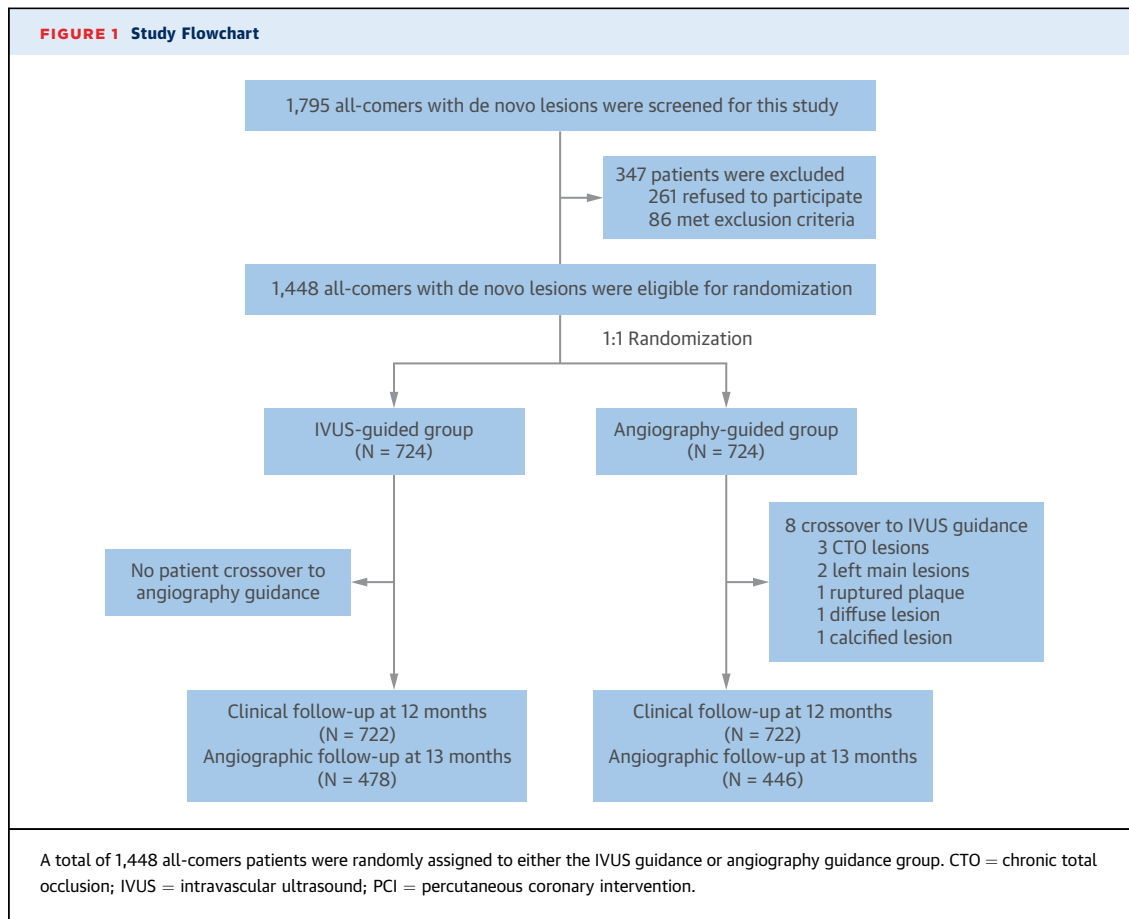 FIGURE 1 Study Flowchart
1,795 all-comers with de novo lesions were screened for this study
347 patients were excluded
261 refused to participate
86 met exclusion criteria
1,448 all-comers with de novo lesions were eligible for randomization
1:1 Randomization
IVUS-guided group
(N = 724)
Angiography-guided group
(N = 724)
No patient crossover to
angiography guidance
8 crossover to IVUS guidance
3 CTO lesions
2 left main lesions
1 ruptured plaque
1 diffuse lesion
1 calcified lesion
Clinical follow-up at 12 months
(N = 722)
Angiographic follow-up at 13 months
(N = 478)
Clinical follow-up at 12 months
(N = 722)
Angiographic follow-up at 13 months
(N = 446)
A total of 1,448 all-comers patients were randomly assigned to either the IVUS guidance or angiography guidance group. CTO = chronic total
occlusion; IVUS = intravascular ultrasound; PCI = percutaneous coronary intervention.